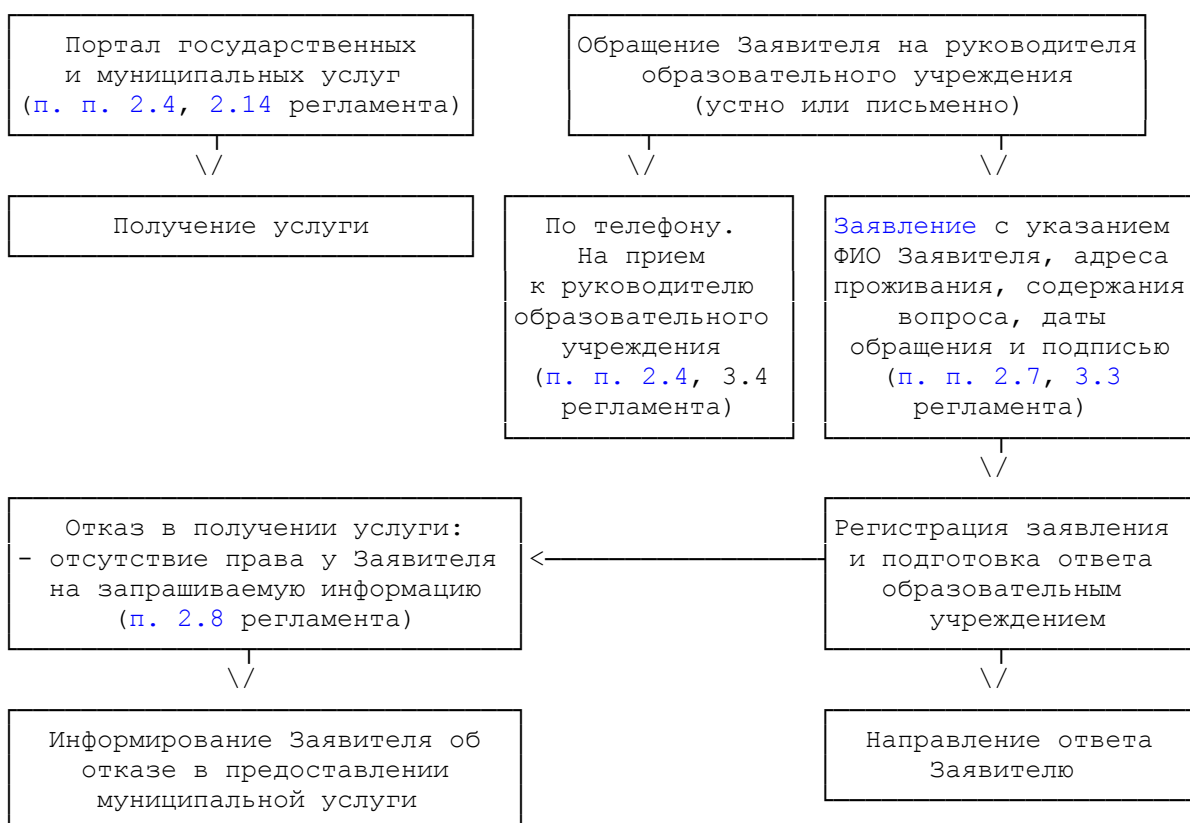 Портал государственных
и муниципальных услуг
(п. п. 2.4, 2.14 регламента)
Обращение Заявителя на руководителя
образовательного учреждения
(устно или письменно)
\/
\/
\/
Получение услуги
По телефону.
На прием
к руководителю
образовательного
учреждения
(п. п. 2.4, 3.4
регламента)
Заявление с указанием
ФИО Заявителя, адреса
проживания, содержания
вопроса, даты
обращения и подписью
(п. п. 2.7, 3.3
регламента)
\/
Отказ в получении услуги:
- отсутствие права у Заявителя
на запрашиваемую информацию
(п. 2.8 регламента)
<
Регистрация заявления
и подготовка ответа
образовательным
учреждением
\/
\/
Информирование Заявителя об
отказе в предоставлении
муниципальной услуги
Направление ответа
Заявителю